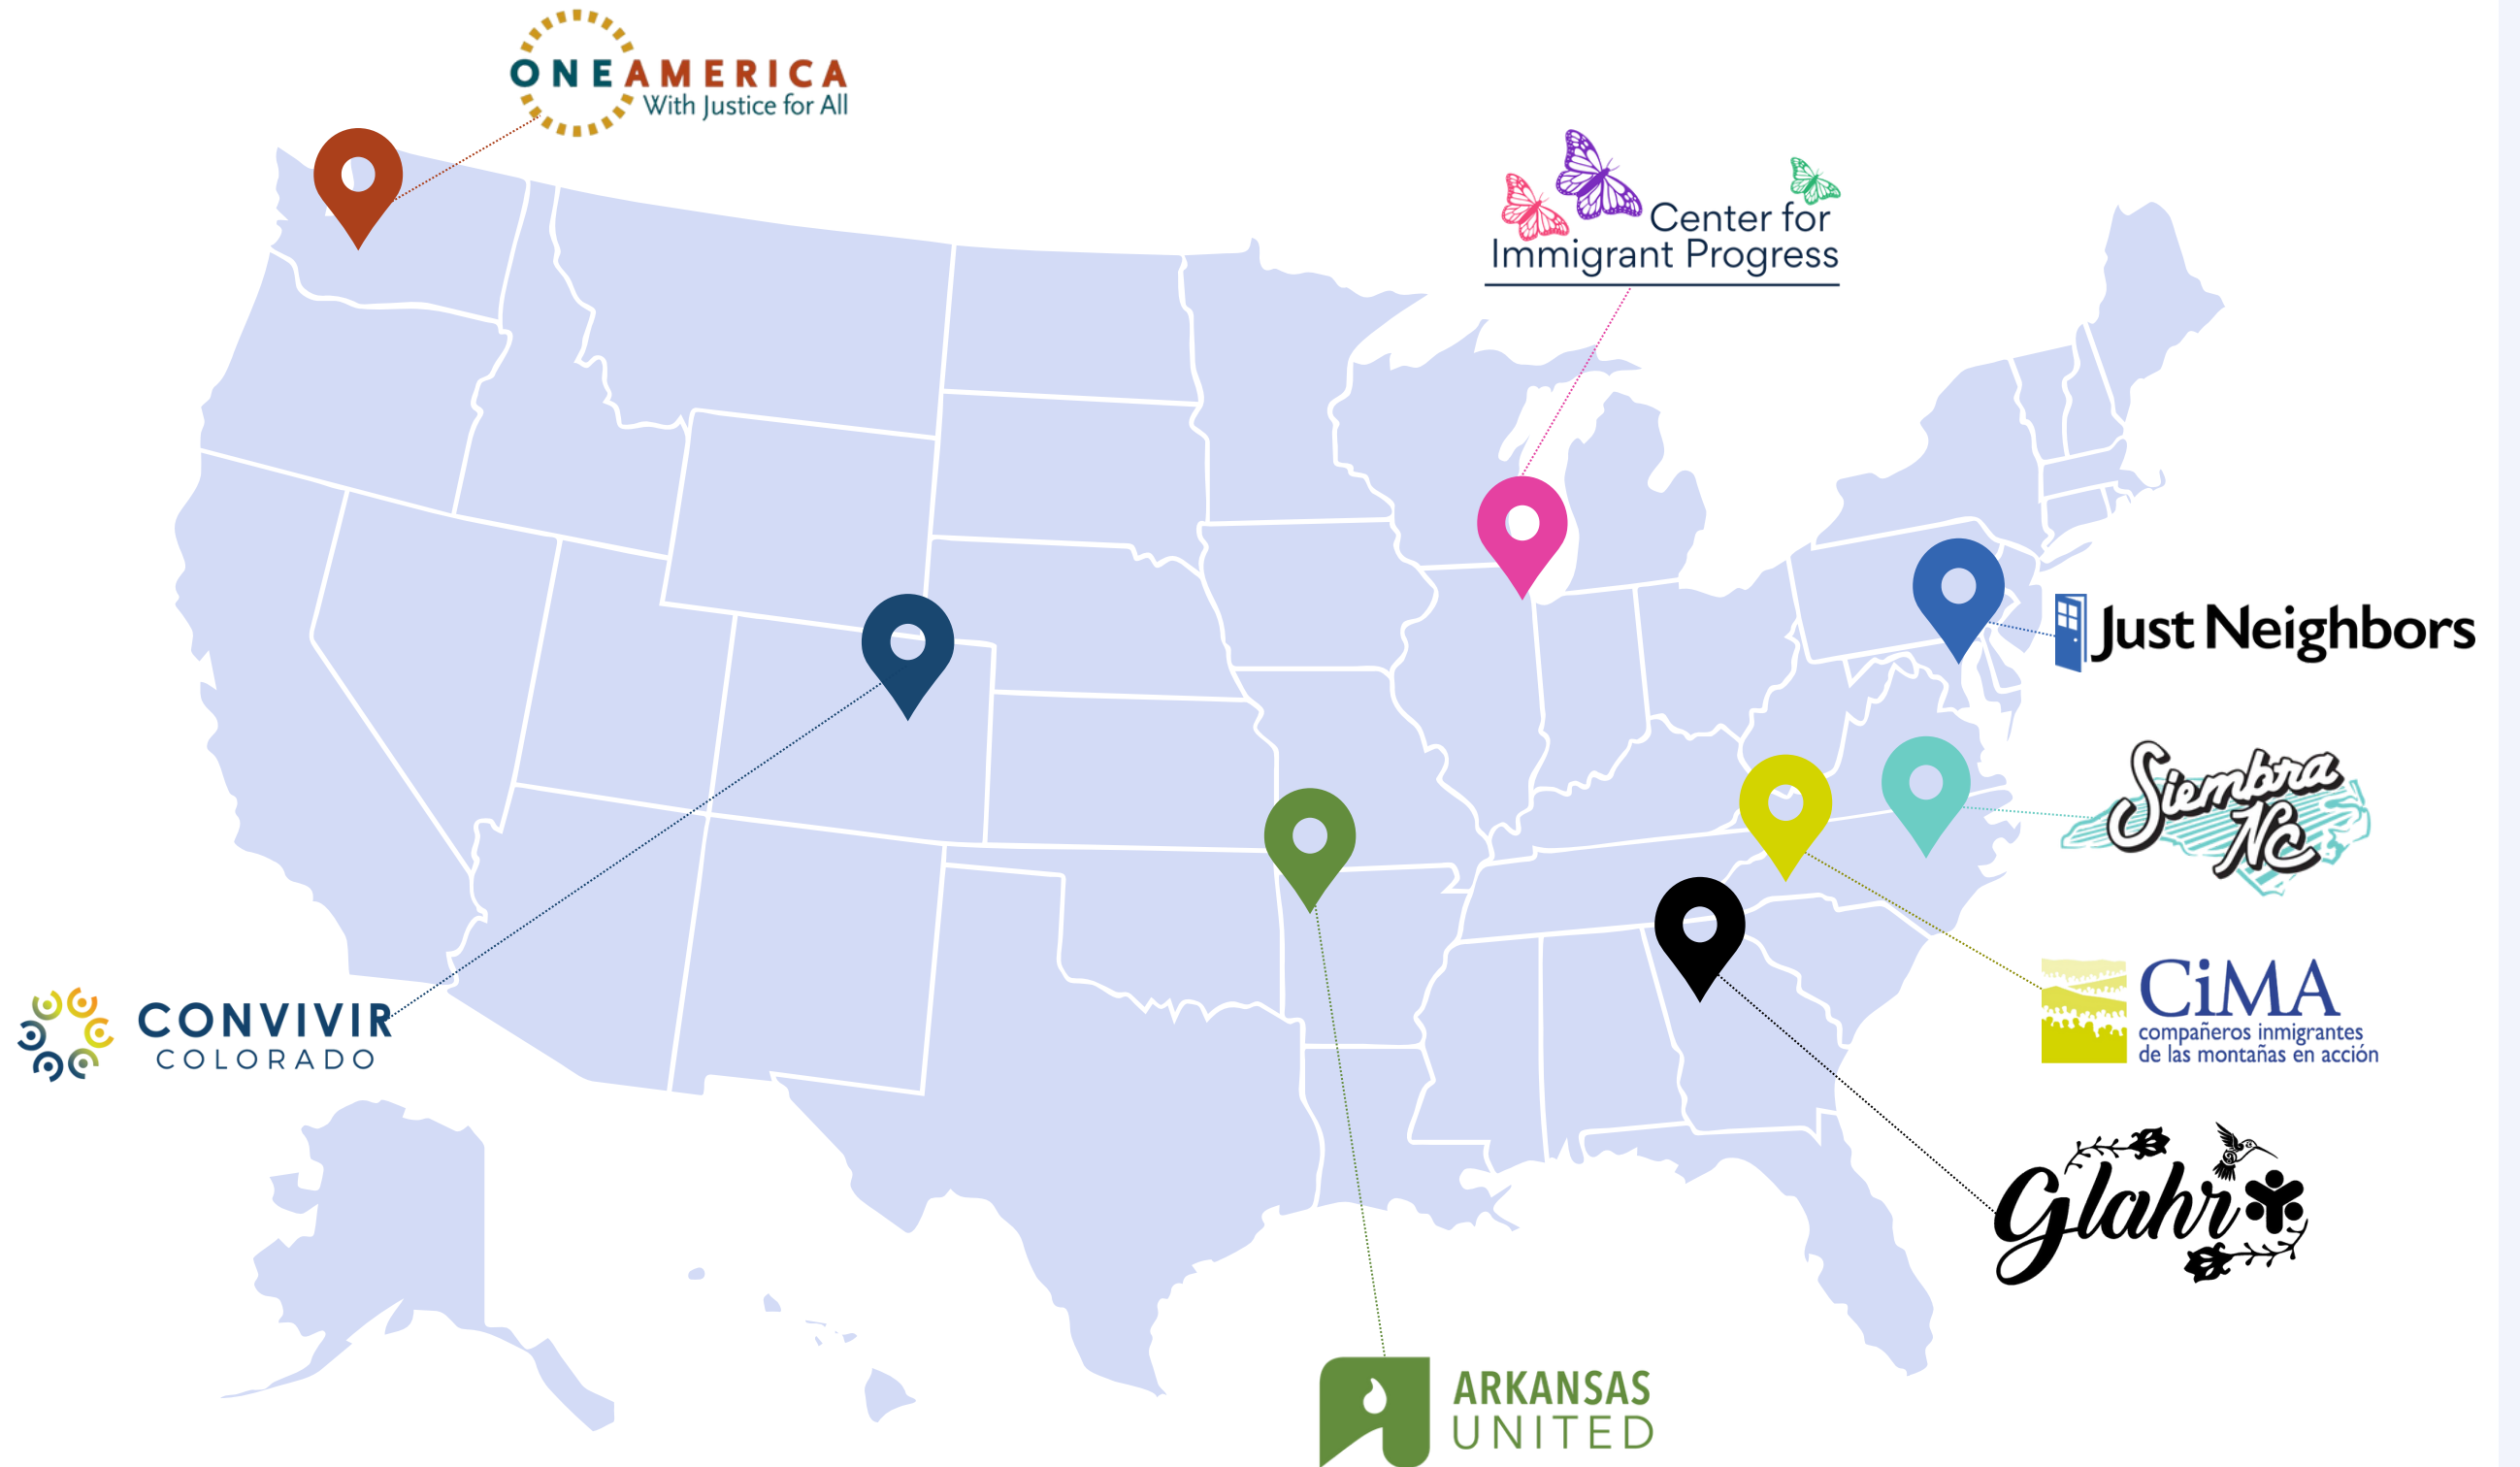 ONEAMERICA
With Justice for All
Center for
Immigrant Progress
Just Neighbors
Siembra
NC
CiMA
compañeros inmigrantes
de las montañas en acción
CONVIVIR
COLORADO
Glahr
ARKANSAS
UNITED